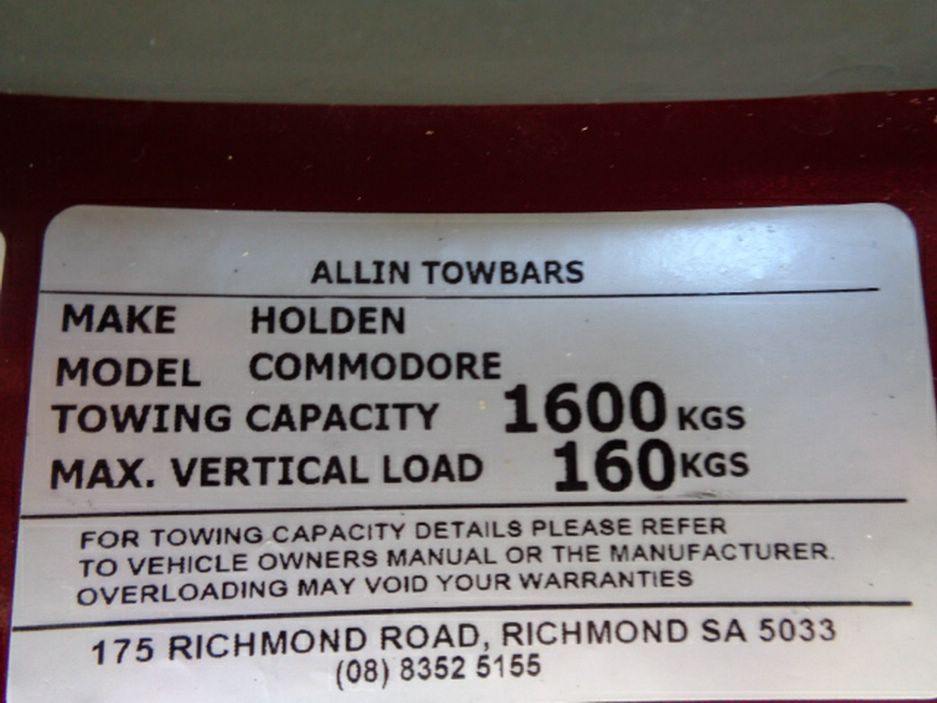 ALLIN TOWBARS
MAKE HOLDEN
MODEL COMMODORE
TOWING CAPACITY 1600 KGS
MAX. VERTICAL LOAD 160 KGS
FOR TOWING CAPACITY DETAILS PLEASE REFER
TO VEHICLE OWNERS MANUAL OR THE MANUFACTURER.
OVERLOADING MAY VOID YOUR WARRANTIES
175 RICHMOND ROAD, RICHMOND SA 5033
(08) 8352 5155